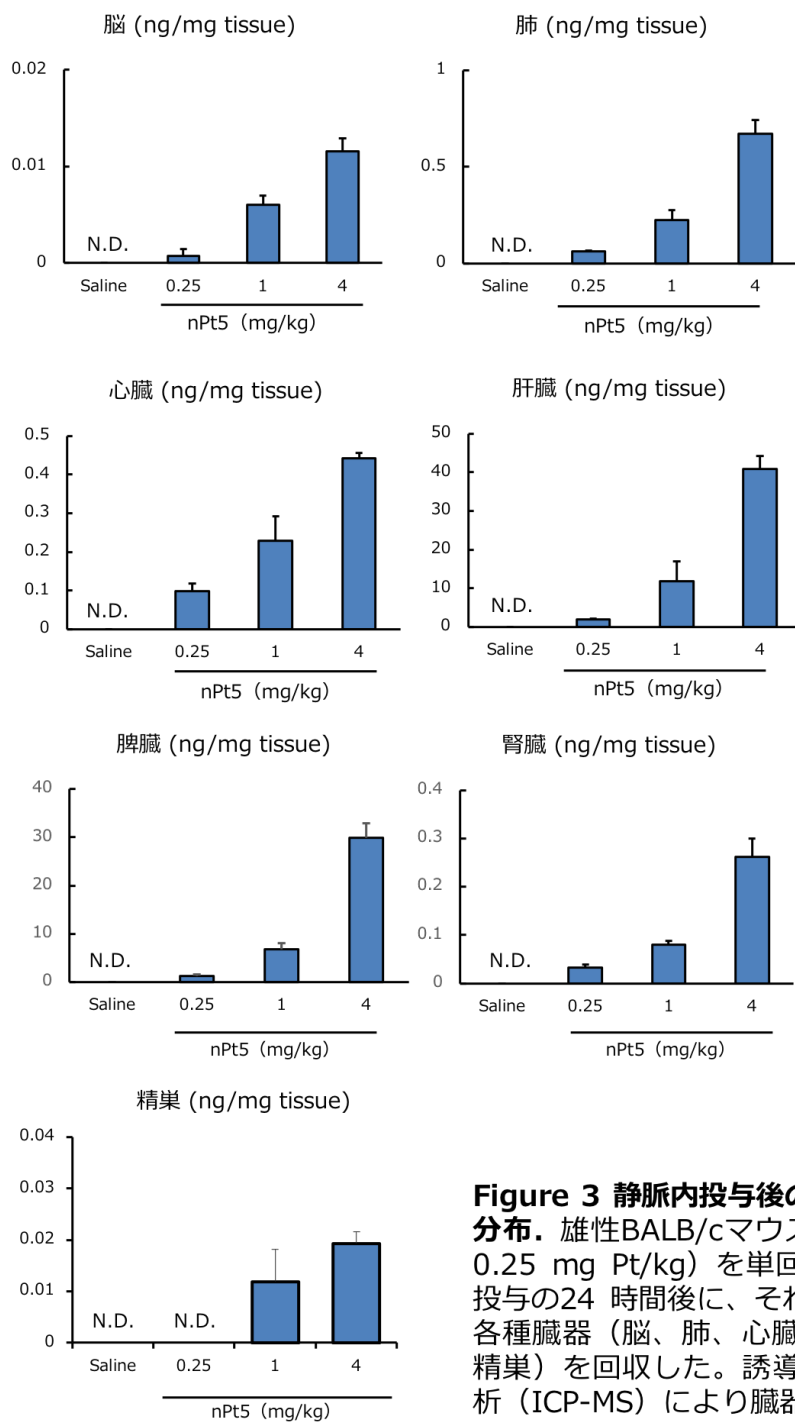 脳 (ng/mg tissue)
0.02
0.01
0
N.D.
Saline 0.25 1 4
nPt5（mg/kg）
肺 (ng/mg tissue)
1
0.5
0
N.D.
Saline 0.25 1 4
nPt5（mg/kg）
心臓 (ng/mg tissue)
0.5
0.4
0.3
0.2
0.1
0
N.D.
Saline 0.25 1 4
nPt5（mg/kg）
肝臓 (ng/mg tissue)
50
40
30
20
10
0
N.D.
Saline 0.25 1 4
nPt5（mg/kg）
脾臓 (ng/mg tissue)
40
30
20
10
0
N.D.
Saline 0.25 1 4
nPt5（mg/kg）
腎臓 (ng/mg tissue)
0.4
0.3
0.2
0.1
0
N.D.
Saline 0.25 1 4
nPt5（mg/kg）
精巣 (ng/mg tissue)
0.04
0.03
0.02
0.01
0
N.D. N.D.
Saline 0.25 1 4
nPt5（mg/kg）
Figure 3 静脈内投与後の
分布．雄性BALB/cマウス
0.25 mg Pt/kg）を単回
投与の24 時間後に、それ
各種臓器（脳、肺、心臓
精巣）を回収した。誘導
析（ICP-MS）により臓器